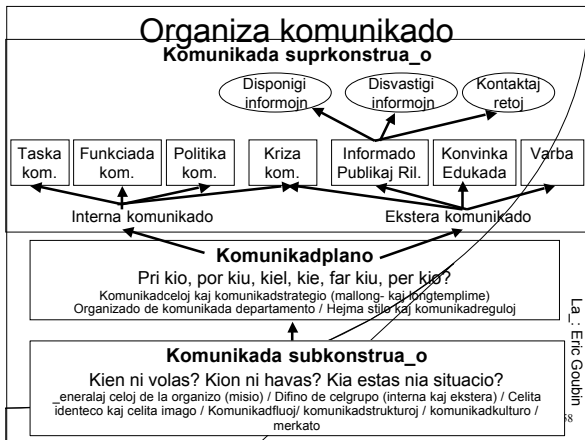 Organiza komunikado
Komunikada suprkonstrua_o
Disponigi
informojn
Disvastigi
informojn
Kontaktaj
retoj
Taska
kom.
Funkciada
kom.
Politika
kom.
Kriza
kom.
Informado
Publikaj Ril.
Konvinka
Edukada
Varba
Interna komunikado
Ekstera komunikado
Komunikadplano
Pri kio, por kiu, kiel, kie, far kiu, per kio?
Komunikadceloj kaj komunikadstrategio (mallong- kaj longtemplime)
Organizado de komunikada departamento / Hejma stilo kaj komunikadreguloj
Komunikada subkonstrua_o
Kien ni volas? Kion ni havas? Kia estas nia situacio?
_eneralaj celoj de la organizo (misio) / Difino de celgrupo (interna kaj ekstera) / Celita
identeco kaj celita imago / Komunikadfluoj/ komunikadstrukturoj / komunikadkulturo /
merkato
La_: Eric Goubin
58